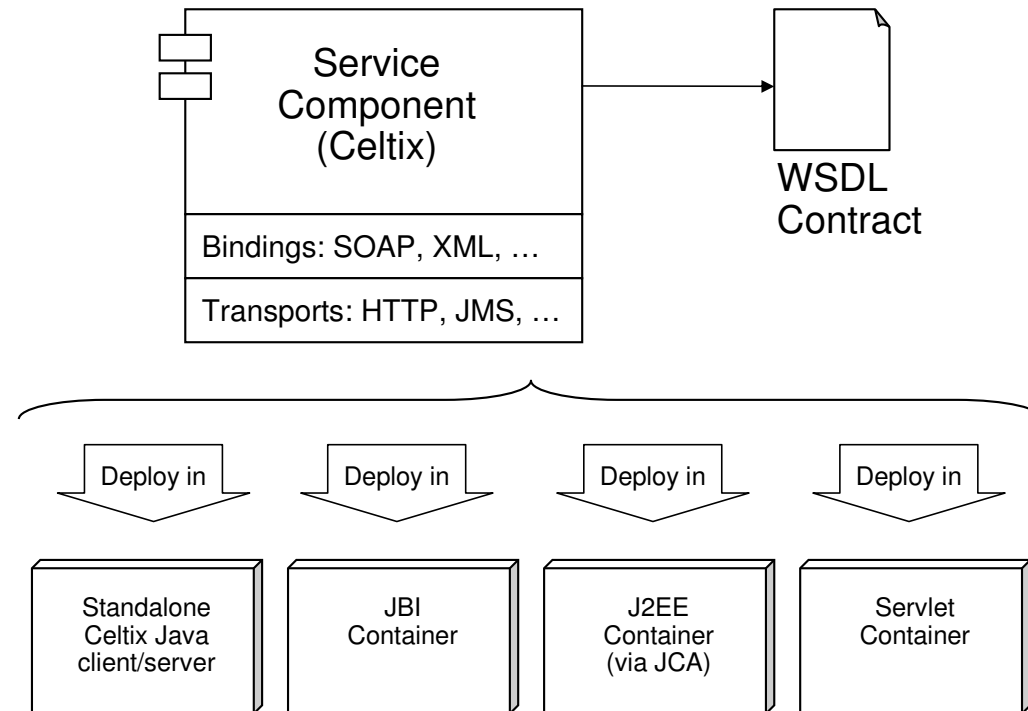 Service
Component
(Celtix)
WSDL
Contract
Bindings: SOAP, XML, …
Transports: HTTP, JMS, …
Deploy in
Deploy in
Deploy in
Deploy in
Standalone
Celtix Java
client/server
JBI
Container
J2EE
Container
(via JCA)
Servlet
Container